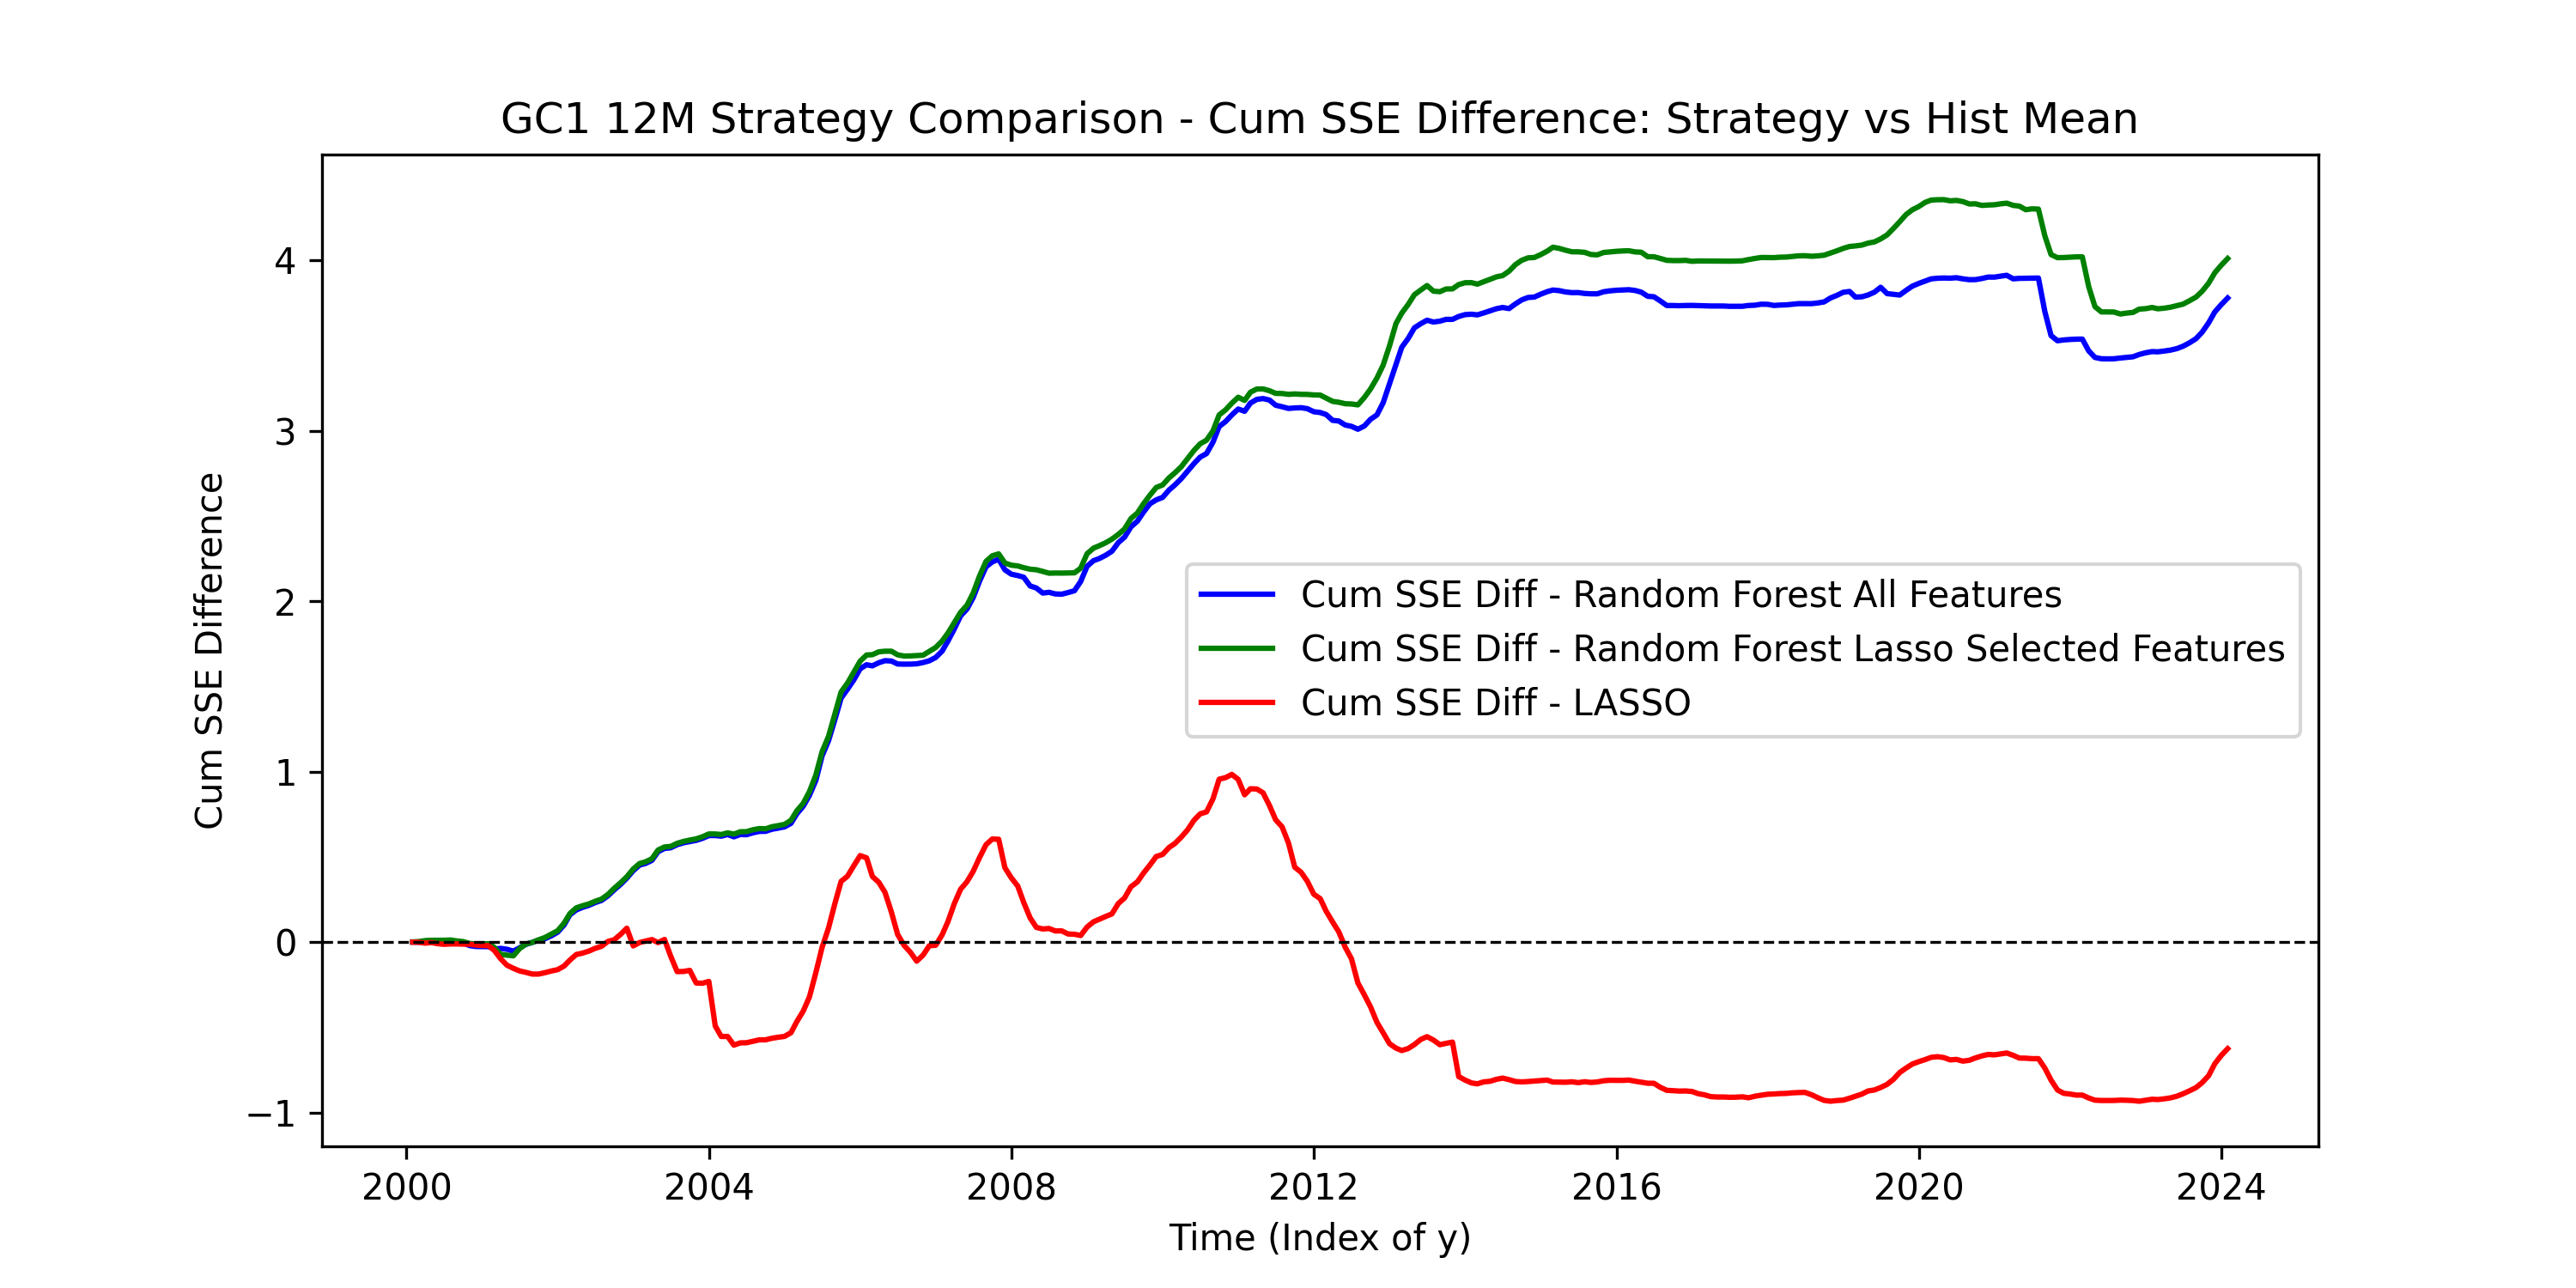 GC1 12M Strategy Comparison - Cum SSE Difference: Strategy vs Hist Mean
Cum SSE Difference
4
3
2
1
0
−1
Cum SSE Diff - Random Forest All Features
Cum SSE Diff - Random Forest Lasso Selected Features
Cum SSE Diff - LASSO
2000 2004 2008 2012 2016 2020 2024
Time (Index of y)